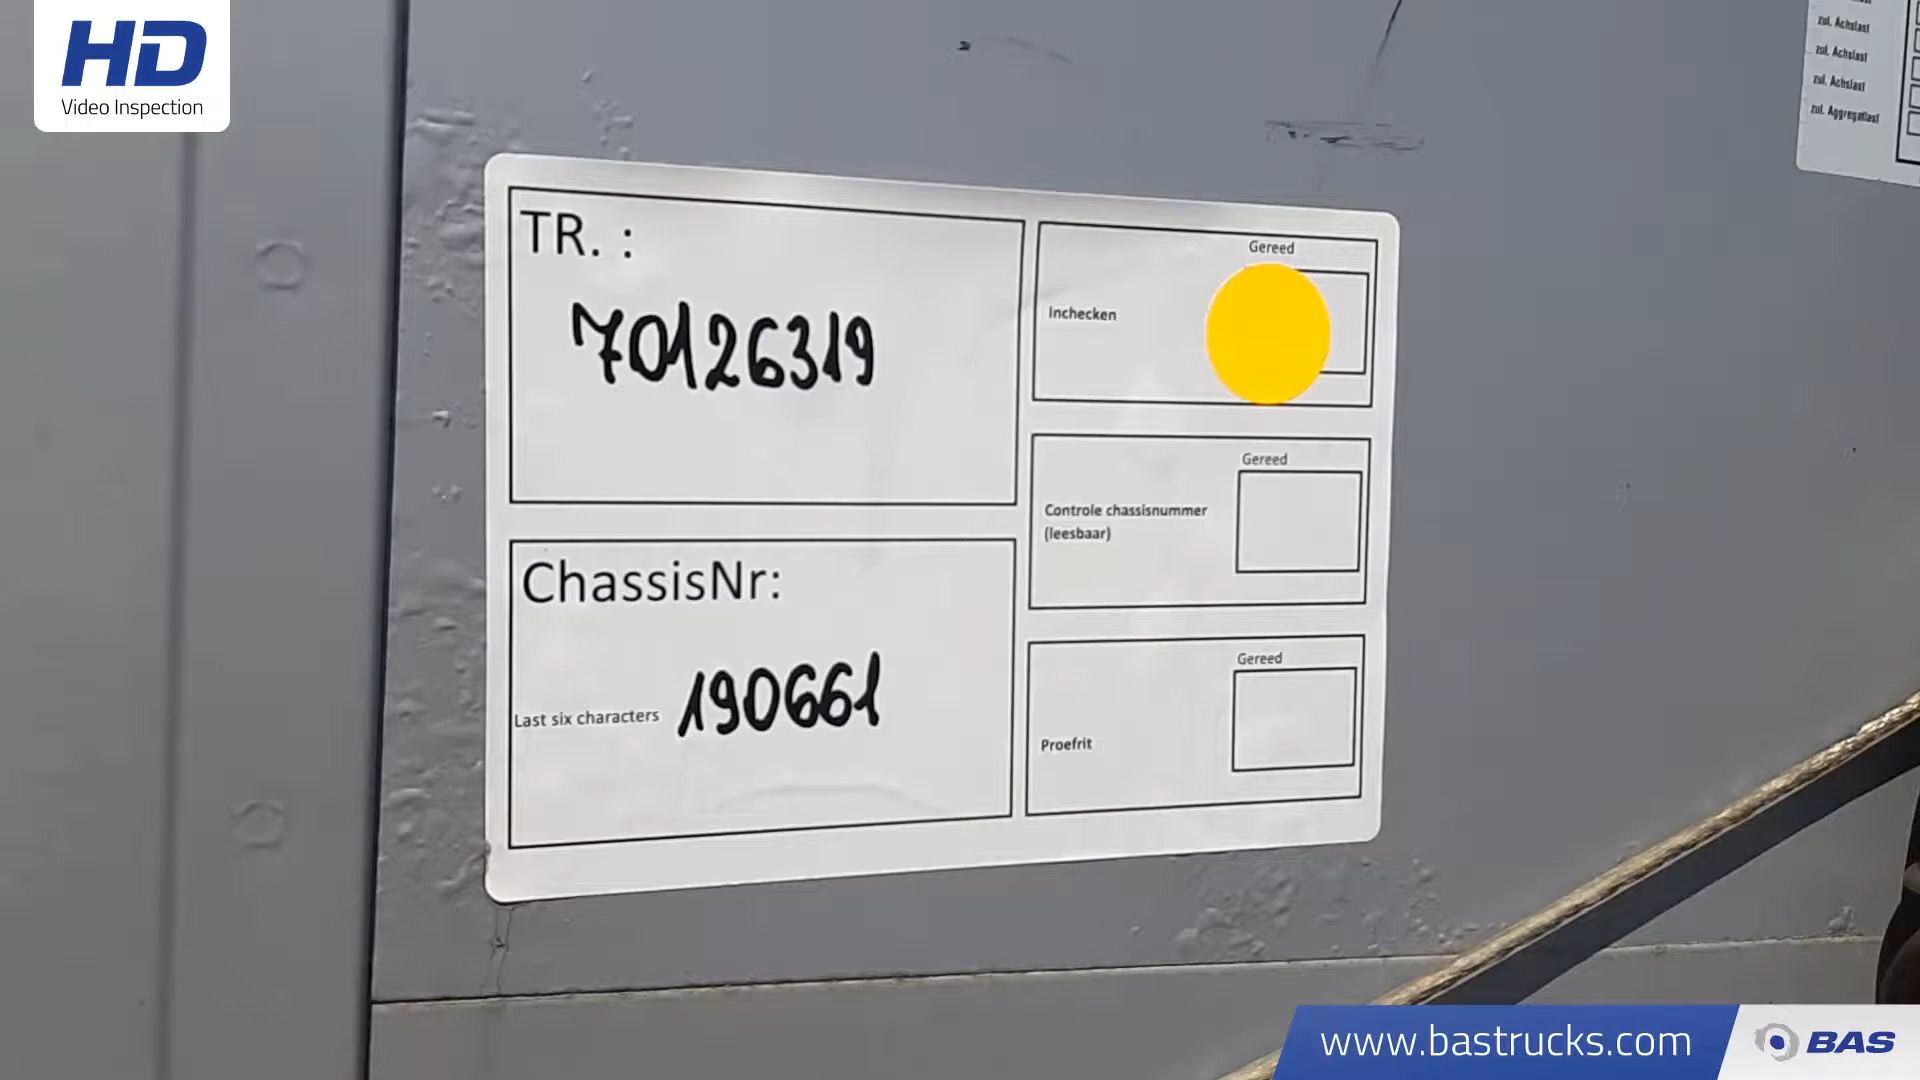 HD
Video Inspection
zul. Achslast
zul. Achslast
zul. Achslast
zul. Aggregatlast
TR. :
70126319
ChassisNr:
Last six characters 190661
Gereed
Inchecken
Gereed
Controle chassisnummer
(leesbaar)
Gereed
Proefrit
www.bastrucks.com
BAS